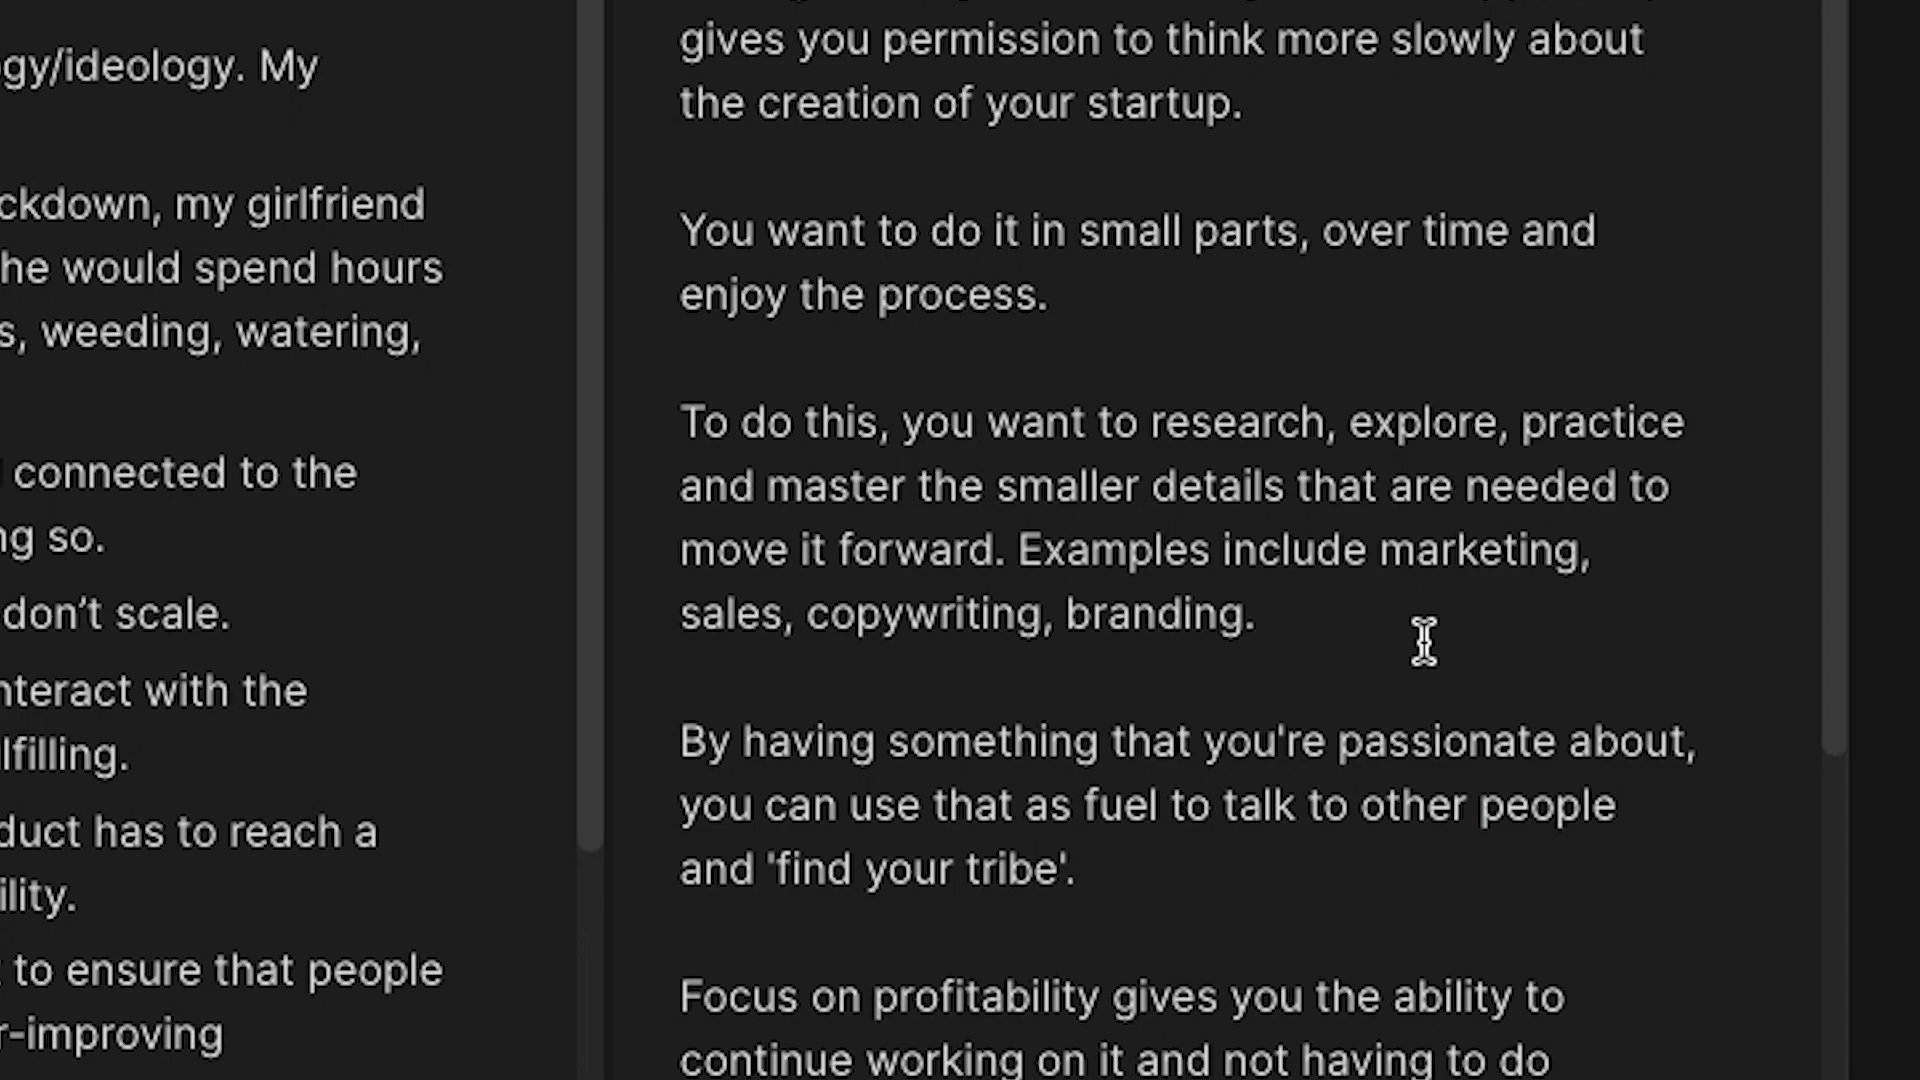 gy/ideology. My
ckdown, my girlfriend
he would spend hours
s, weeding, watering,
connected to the
ng so.
don’t scale.
nteract with the
lfilling.
duct has to reach a
ility.
to ensure that people
r-improving
gives you permission to think more slowly about
the creation of your startup.
You want to do it in small parts, over time and
enjoy the process.
To do this, you want to research, explore, practice
and master the smaller details that are needed to
move it forward. Examples include marketing,
sales, copywriting, branding.
By having something that you're passionate about,
you can use that as fuel to talk to other people
and 'find your tribe'.
Focus on profitability gives you the ability to
continue working on it and not having to do